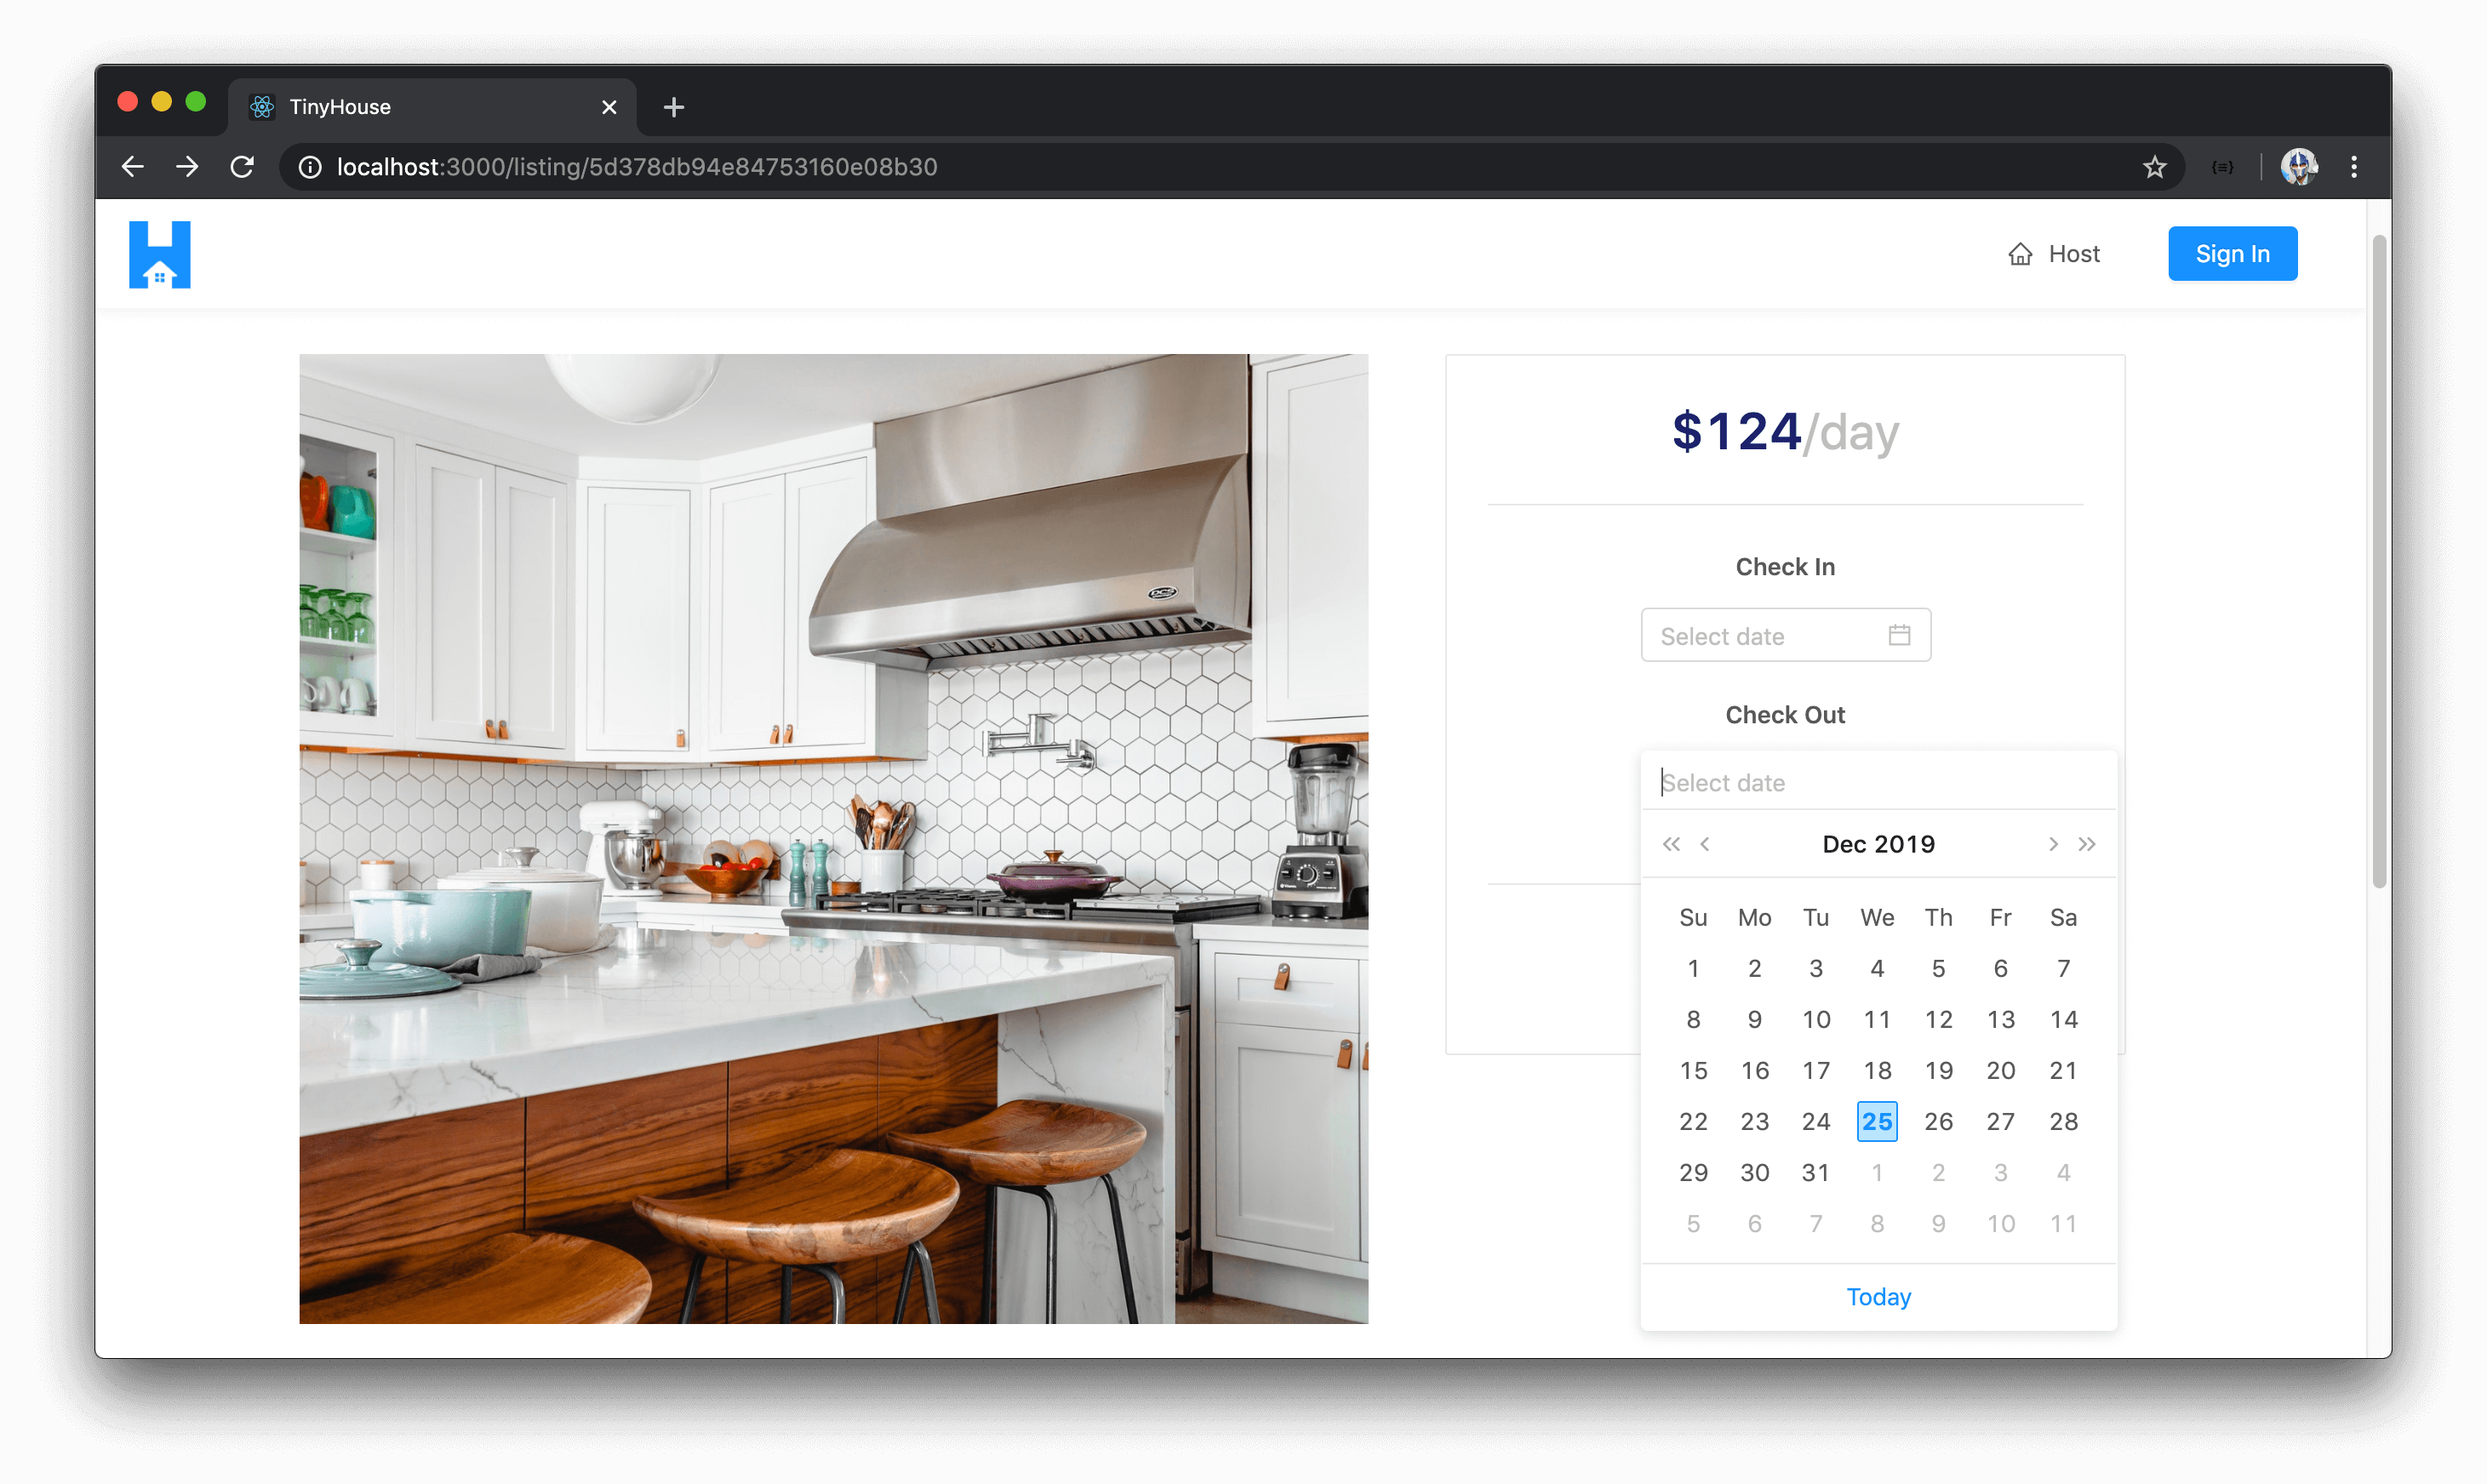 TinyHouse
localhost:3000/listing/5d378db94e84753160e08b30
Host
Sign In
$124/day
Check In
Select date
Check Out
Select date
Dec 2019
Su Mo Tu We Th Fr Sa
1 2 3 4 5 6 7
8 9 10 11 12 13 14
15 16 17 18 19 20 21
22 23 24 25 26 27 28
29 30 31 1 2 3 4
5 6 7 8 9 10 11
Today
DCS